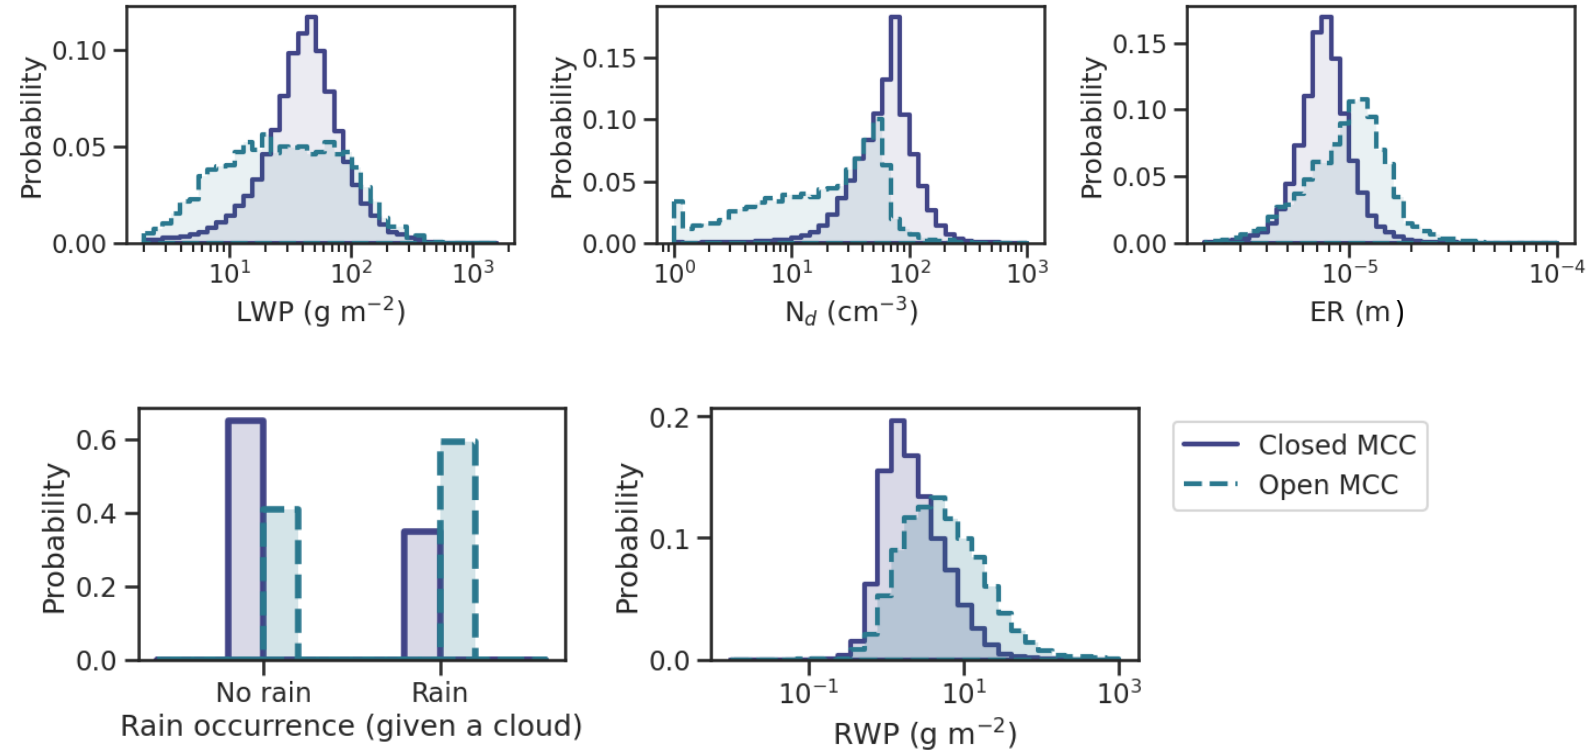 Probability
0.10
0.05
0.00
10¹ 10² 10³
LWP (g m⁻²)
Probability
0.15
0.10
0.05
0.00
10⁰ 10¹ 10² 10³
N_d (cm⁻³)
Probability
0.15
0.10
0.05
0.00
10⁻⁵ 10⁻⁴
ER (m)
Probability
0.6
0.4
0.2
0.0
No rain Rain
Rain occurrence (given a cloud)
Probability
0.2
0.1
0.0
10⁻¹ 10¹ 10³
RWP (g m⁻²)
Closed MCC
Open MCC